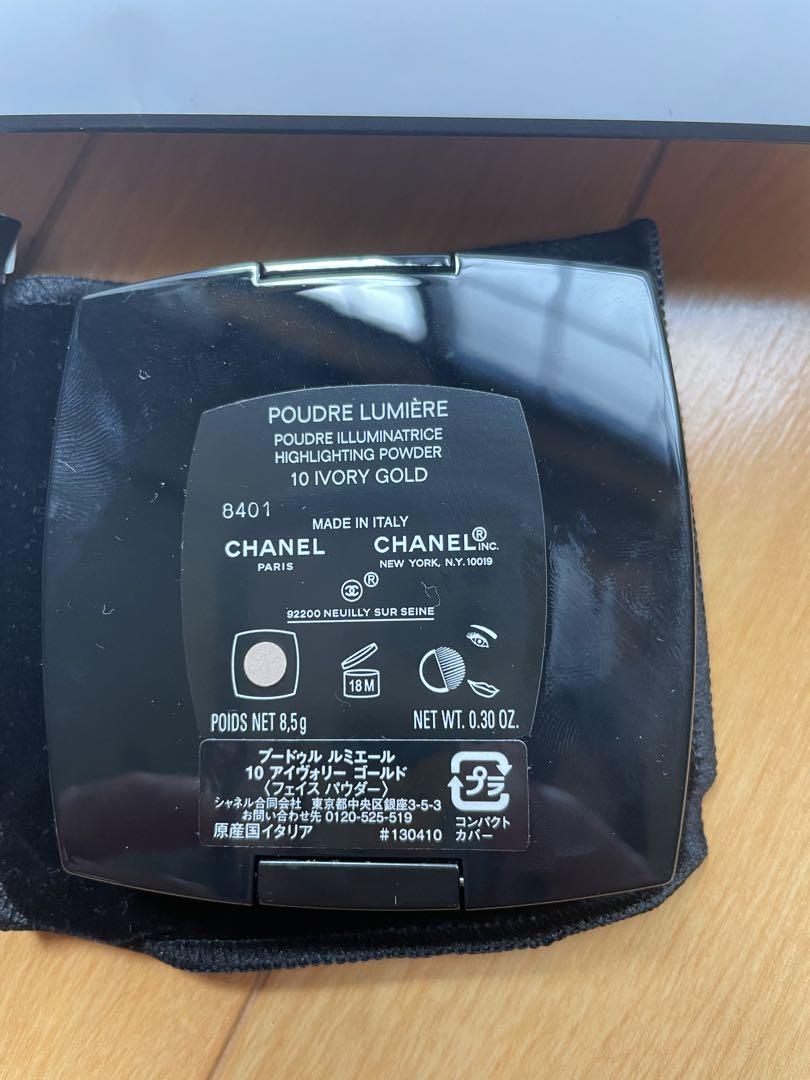 POUDRE LUMIÈRE
POUDRE ILLUMINATRICE
HIGHLIGHTING POWDER
10 IVORY GOLD
8401
MADE IN ITALY
CHANEL
PARIS
CHANEL® INC.
NEW YORK, N.Y. 10019
®
92200 NEUILLY SUR SEINE
18M
POIDS NET 8,5g
NET WT. 0.30 OZ.
プードゥル ルミエール
10 アイヴォリー ゴールド
〈フェイス パウダー〉
シャネル合同会社 東京都中央区銀座3-5-3
お問い合わせ先 0120-525-519
原産国イタリア #130410
プラ
コンパクト
カバー